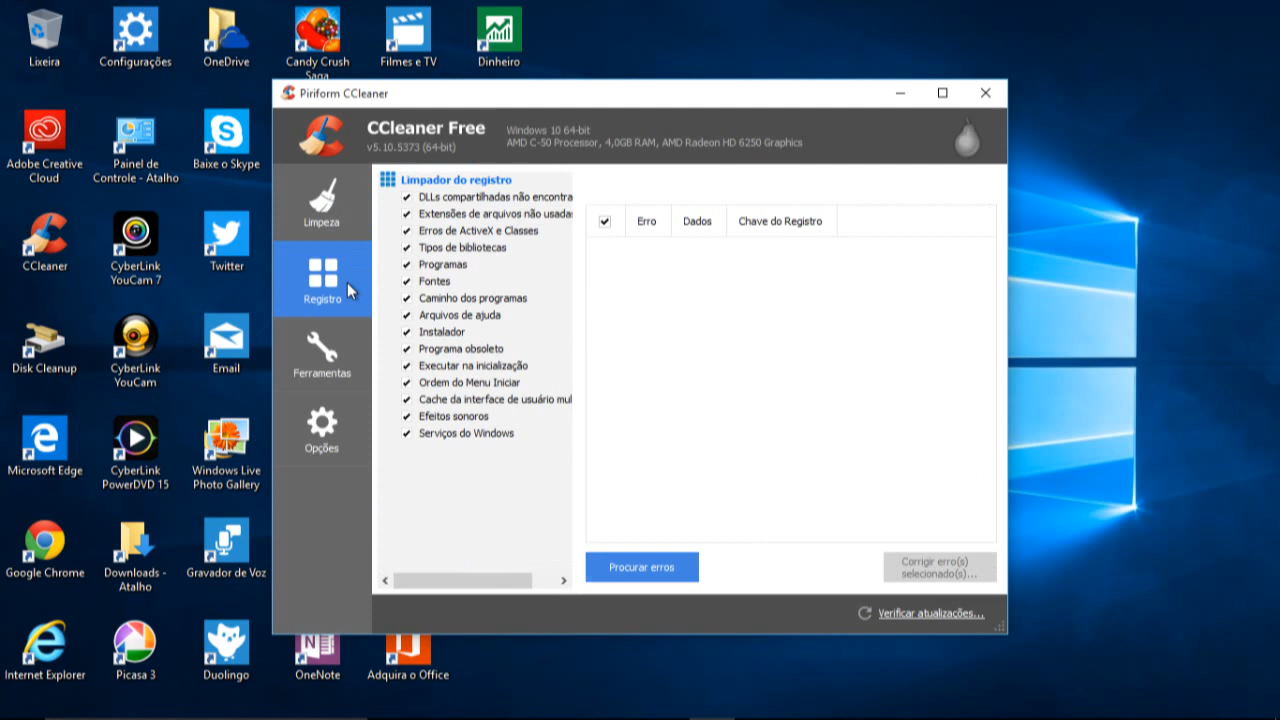 Lixeira
Configurações
OneDrive
Candy Crush
Saga
Filmes e TV
Dinheiro
Adobe Creative
Cloud
Painel de
Controle - Atalho
Baixe o Skype
CCleaner
CyberLink
YouCam 7
Twitter
Disk Cleanup
CyberLink
YouCam
Email
Microsoft Edge
CyberLink
PowerDVD 15
Windows Live
Photo Gallery
Google Chrome
Downloads -
Atalho
Gravador de Voz
Internet Explorer
Picasa 3
Duolingo
OneNote
Adquira o Office
Piriform CCleaner
CCleaner Free
v5.10.5373 (64-bit)
Windows 10 64-bit
AMD C-50 Processor, 4,0GB RAM, AMD Radeon HD 6250 Graphics
Limpeza
Registro
Ferramentas
Opções
Limpador do registro
DLLs compartilhadas não encontra
Extensões de arquivos não usadas
Erros de ActiveX e Classes
Tipos de bibliotecas
Programas
Fontes
Caminho dos programas
Arquivos de ajuda
Instalador
Programa obsoleto
Executar na inicialização
Ordem do Menu Iniciar
Cache da interface de usuário mul
Efeitos sonoros
Serviços do Windows
Erro
Dados
Chave do Registro
Procurar erros
Corrigir erro(s)
selecionado(s)...
Verificar atualizações...